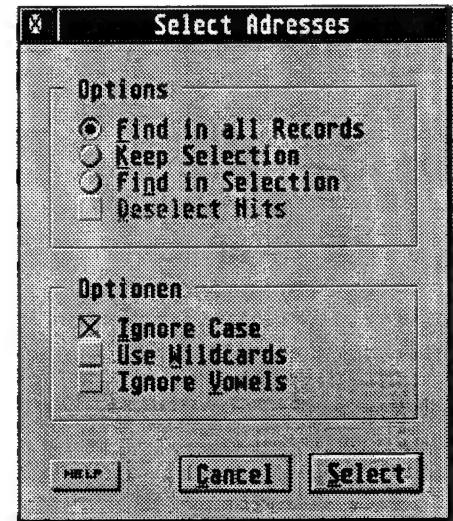 Select Adresses
Options
Find in all Records
Keep Selection
Find in Selection
Deselect Hits
Optionen
Ignore Case
Use Wildcards
Ignore Vowels
HELP
Cancel
Select